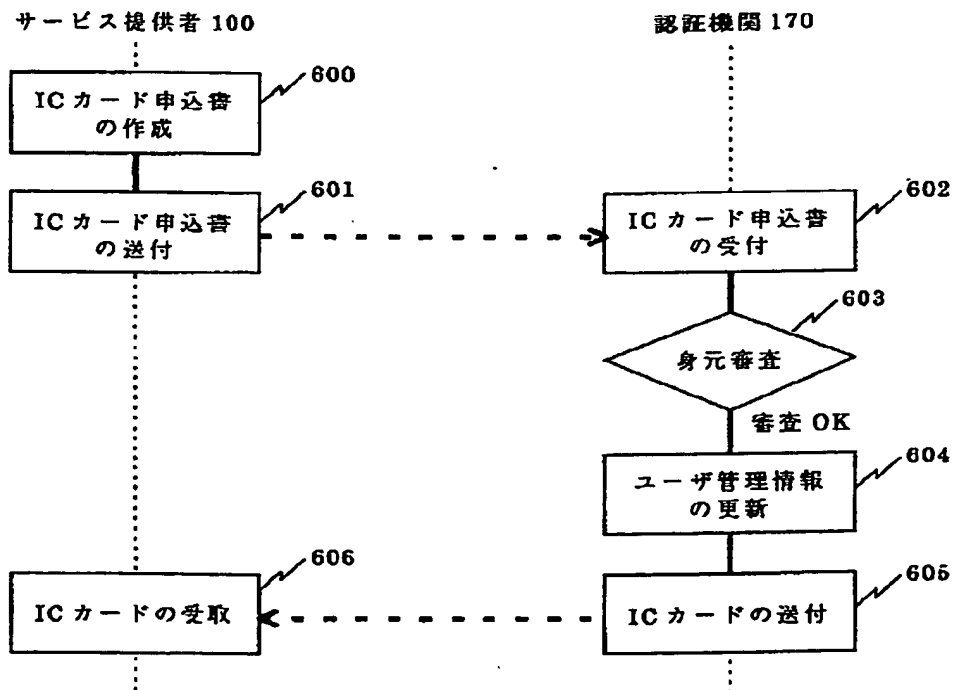 サービス提供者 100
認証機関 170
600
ICカード申込書
の作成
601
ICカード申込書
の送付
602
ICカード申込書
の受付
603
身元審査
審査 OK
604
ユーザ管理情報
の更新
605
ICカードの送付
606
ICカードの受取